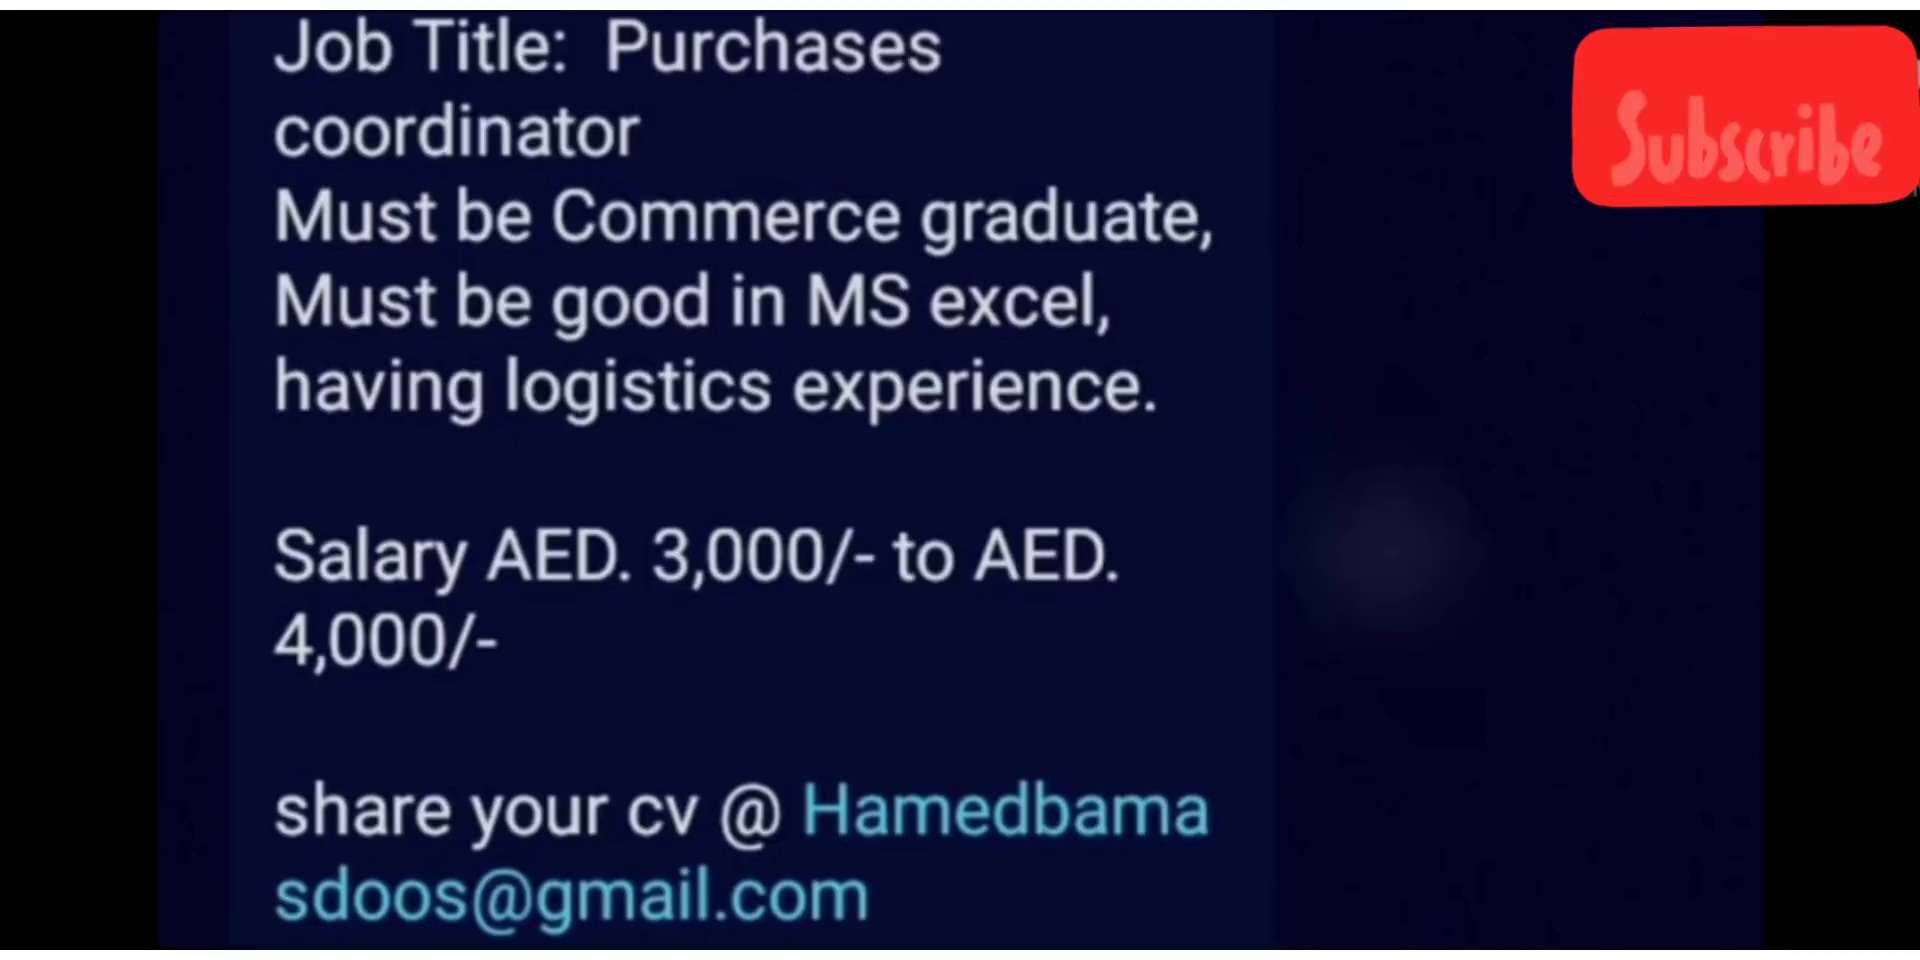 Job Title: Purchases
coordinator
Must be Commerce graduate,
Must be good in MS excel,
having logistics experience.
Salary AED. 3,000/- to AED.
4,000/-
share your cv @ Hamedbama
sdoos@gmail.com
Subscribe